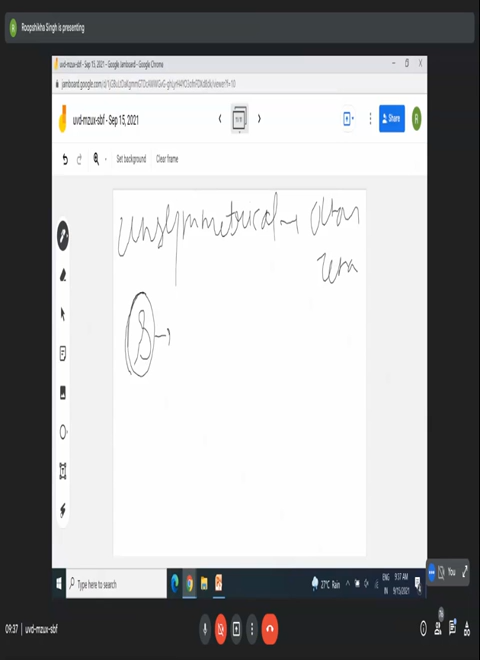 Roopshikha Singh is presenting
uvd-mzux-sbf - Sep 15, 2021 - Google Jamboard - Google Chrome
uvd-mzux-sbf - Sep 15, 2021
Share
R
Set background
Clear frame
Unsymmetrical →
B →
You
Type here to search
27°C Rain
ENG
IN
9:37 AM
9/15/2021
09:37 | uvd-mzux-sbf